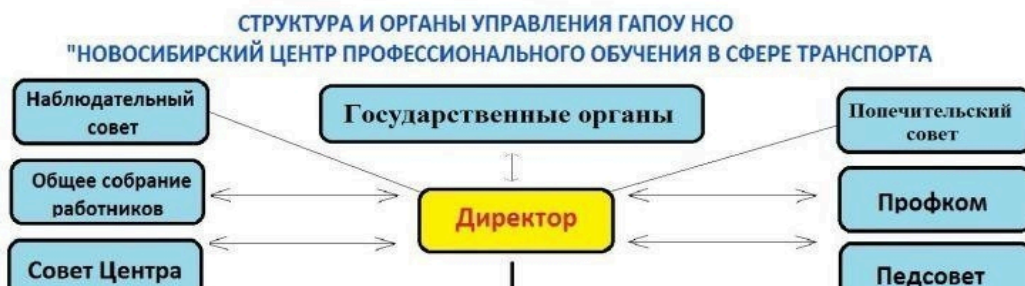 СТРУКТУРА И ОРГАНЫ УПРАВЛЕНИЯ ГАПОУ НСО
"НОВОСИБИРСКИЙ ЦЕНТР ПРОФЕССИОНАЛЬНОГО ОБУЧЕНИЯ В СФЕРЕ ТРАНСПОРТА
Наблюдательный
совет
Государственные органы
Попечительский
совет
Общее собрание
работников
Директор
Профком
Совет Центра
Педсовет